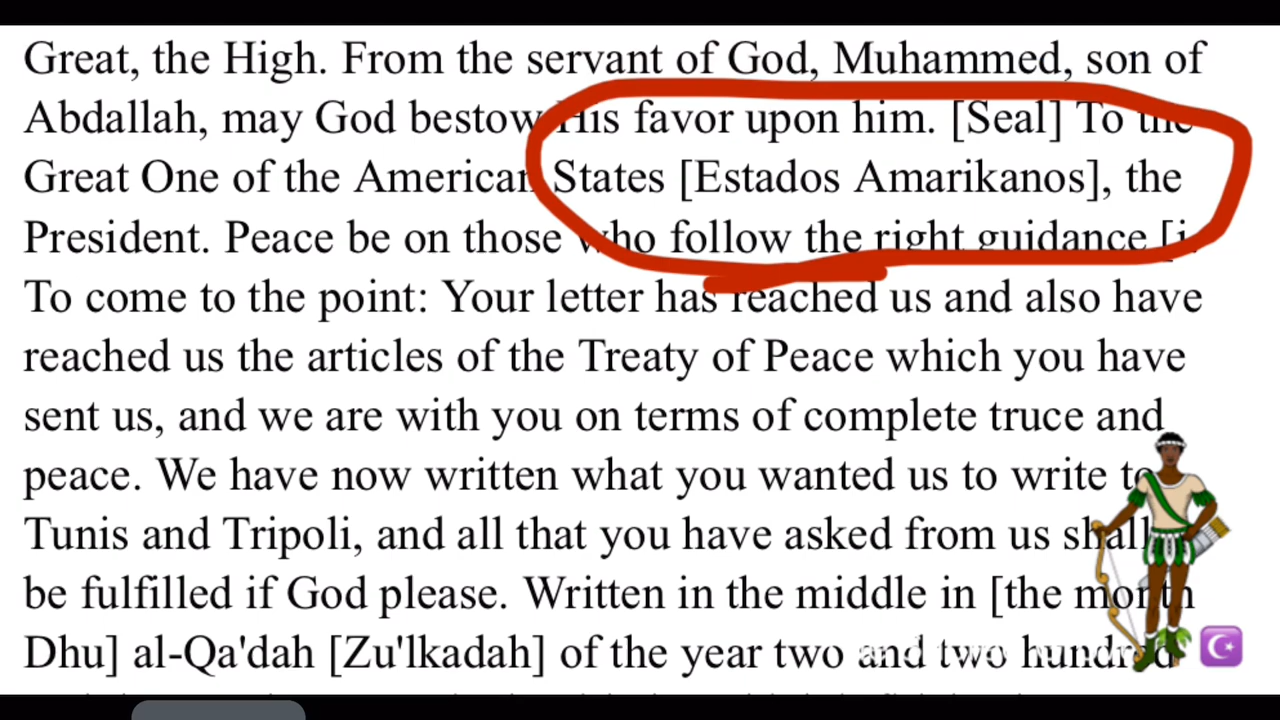 Great, the High. From the servant of God, Muhammed, son of
Abdallah, may God bestow His favor upon him. [Seal] To the
Great One of the American States [Estados Amarikanos], the
President. Peace be on those who follow the right guidance [i.
To come to the point: Your letter has reached us and also have
reached us the articles of the Treaty of Peace which you have
sent us, and we are with you on terms of complete truce and
peace. We have now written what you wanted us to write to
Tunis and Tripoli, and all that you have asked from us shall
be fulfilled if God please. Written in the middle in [the month
Dhu] al-Qa'dah [Zu'lkadah] of the year two and two hundred